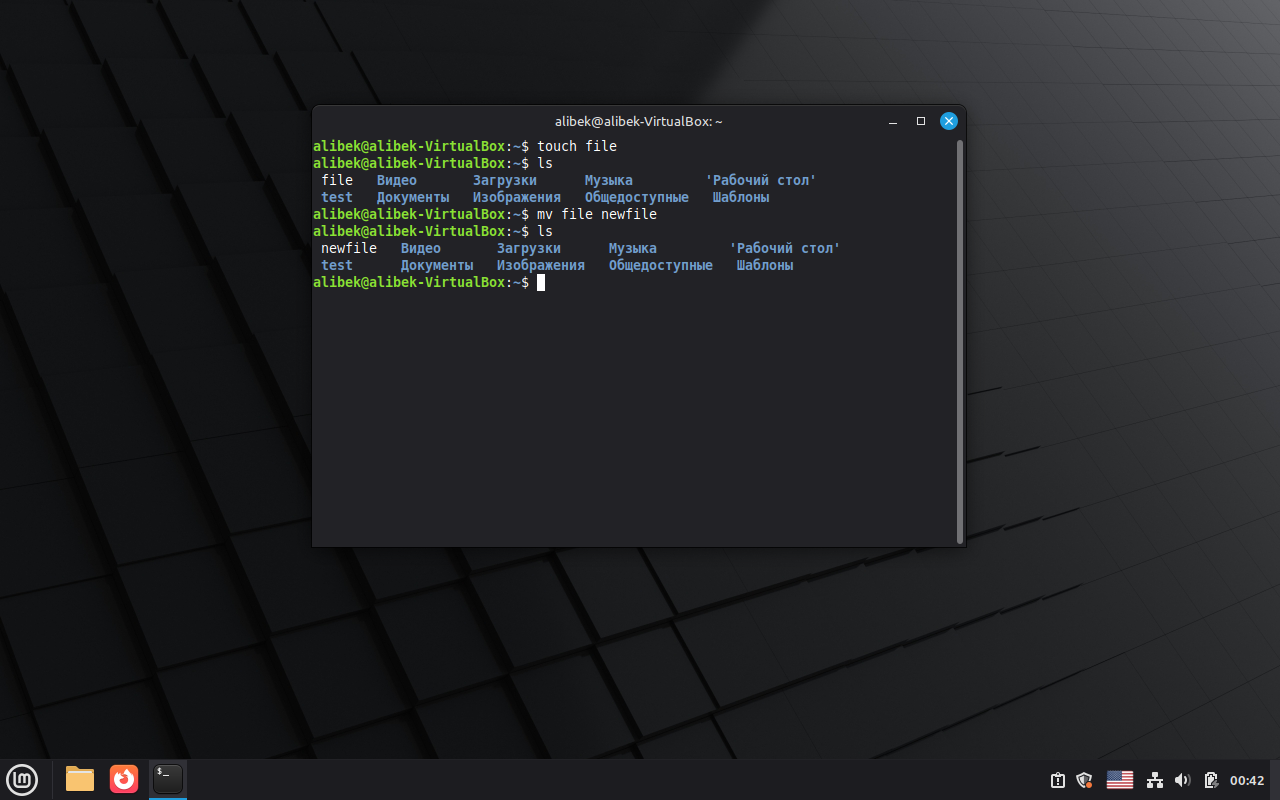 alibek@alibek-VirtualBox: ~
alibek@alibek-VirtualBox:~$ touch file
alibek@alibek-VirtualBox:~$ ls
file Видео Загрузки Музыка 'Рабочий стол'
test Документы Изображения Общедоступные Шаблоны
alibek@alibek-VirtualBox:~$ mv file newfile
alibek@alibek-VirtualBox:~$ ls
newfile Видео Загрузки Музыка 'Рабочий стол'
test Документы Изображения Общедоступные Шаблоны
alibek@alibek-VirtualBox:~$
$_
00:42